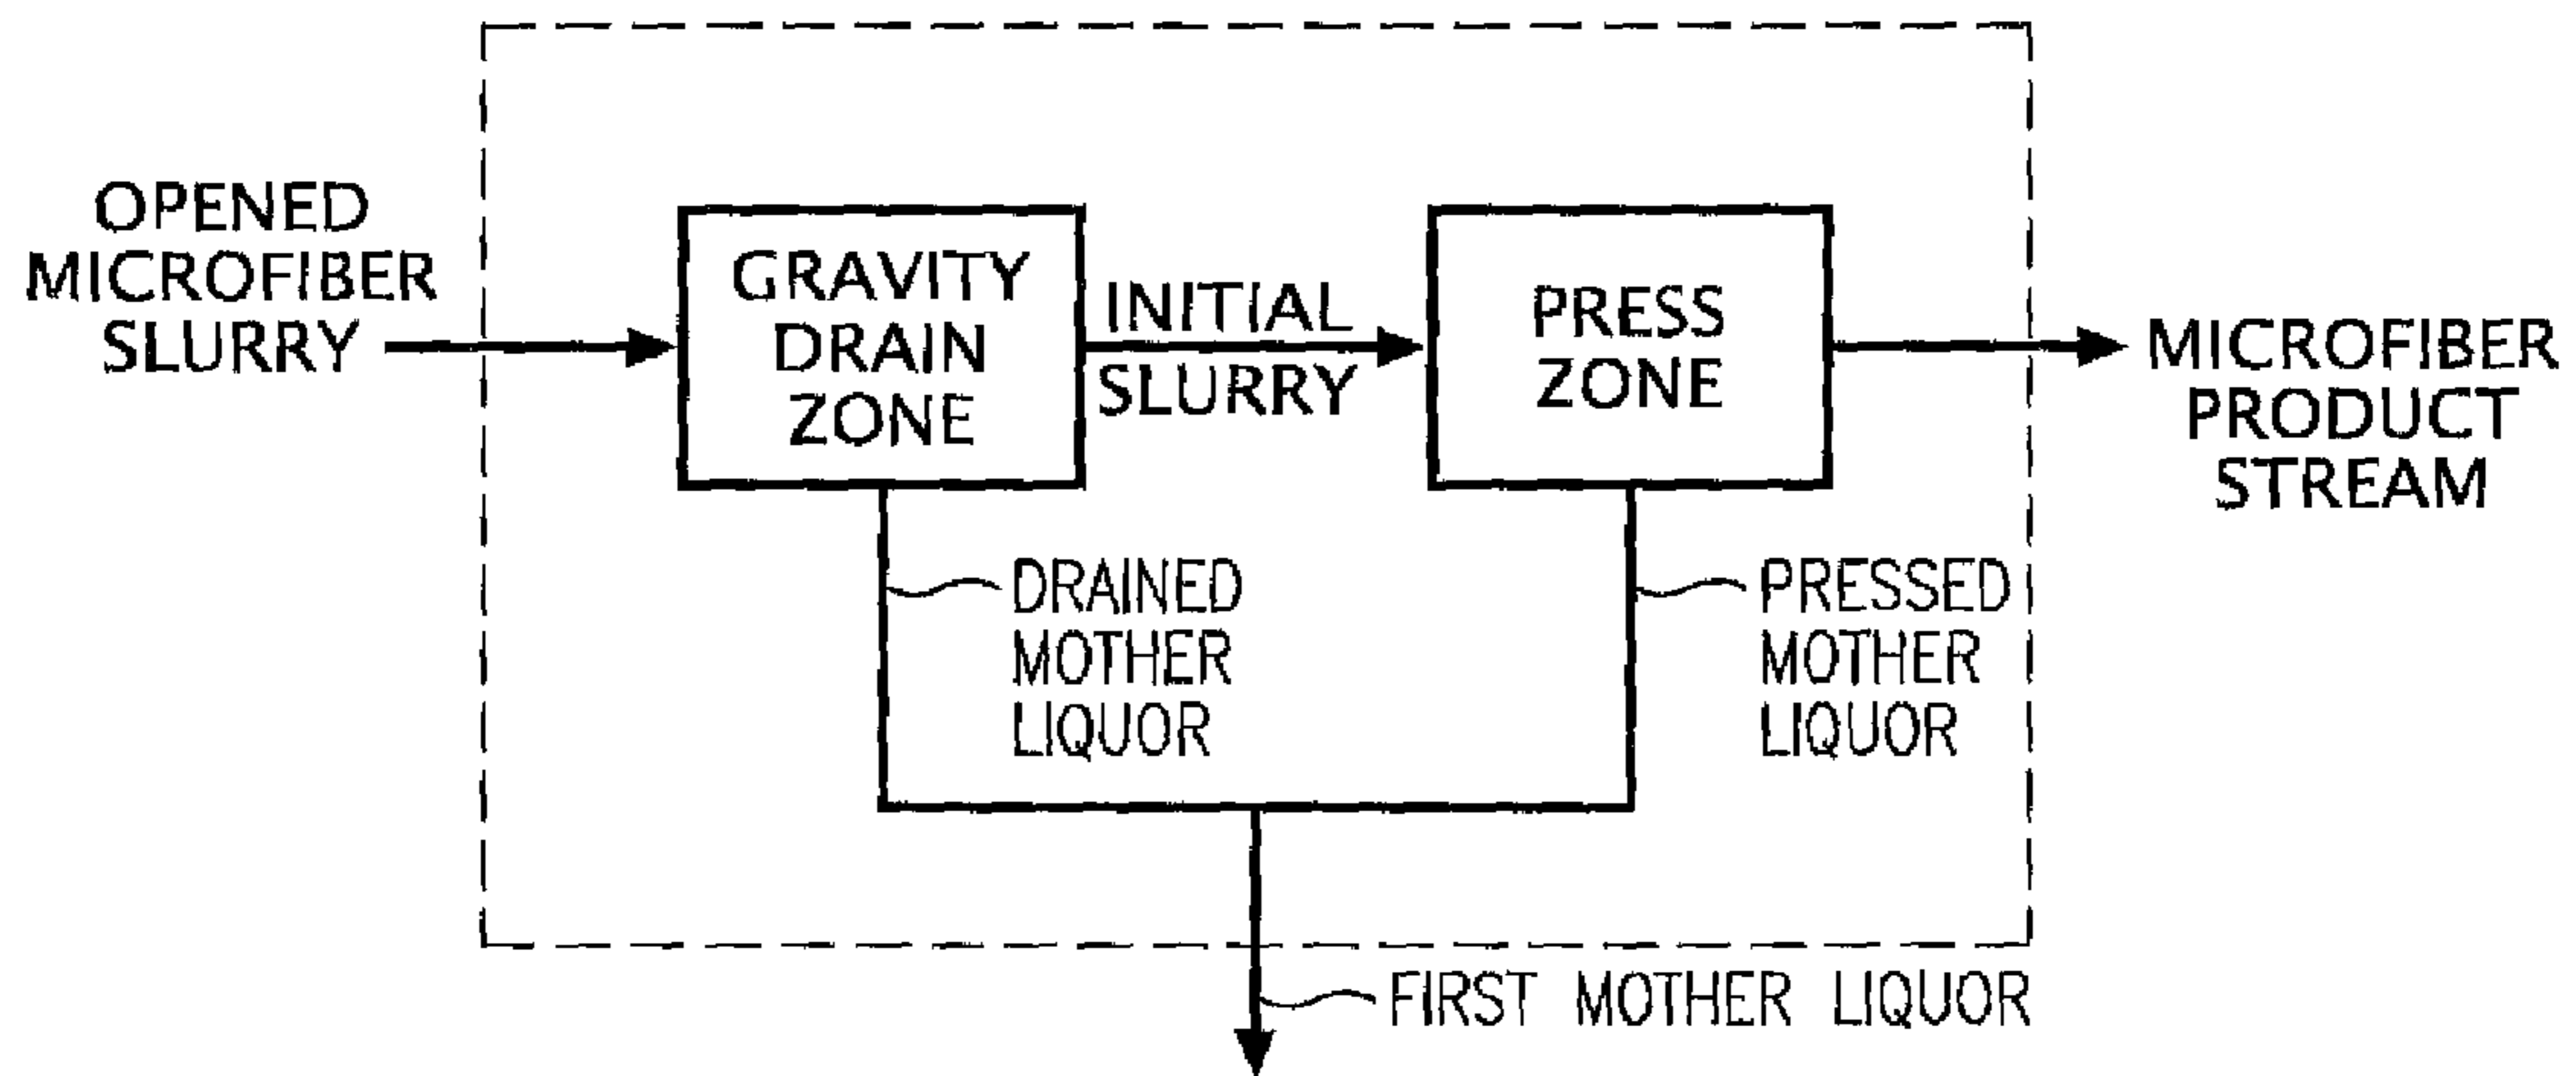 OPENED
MICROFIBER
SLURRY
GRAVITY
DRAIN
ZONE
INITIAL
SLURRY
PRESS
ZONE
MICROFIBER
PRODUCT
STREAM
DRAINED
MOTHER
LIQUOR
PRESSED
MOTHER
LIQUOR
FIRST MOTHER LIQUOR